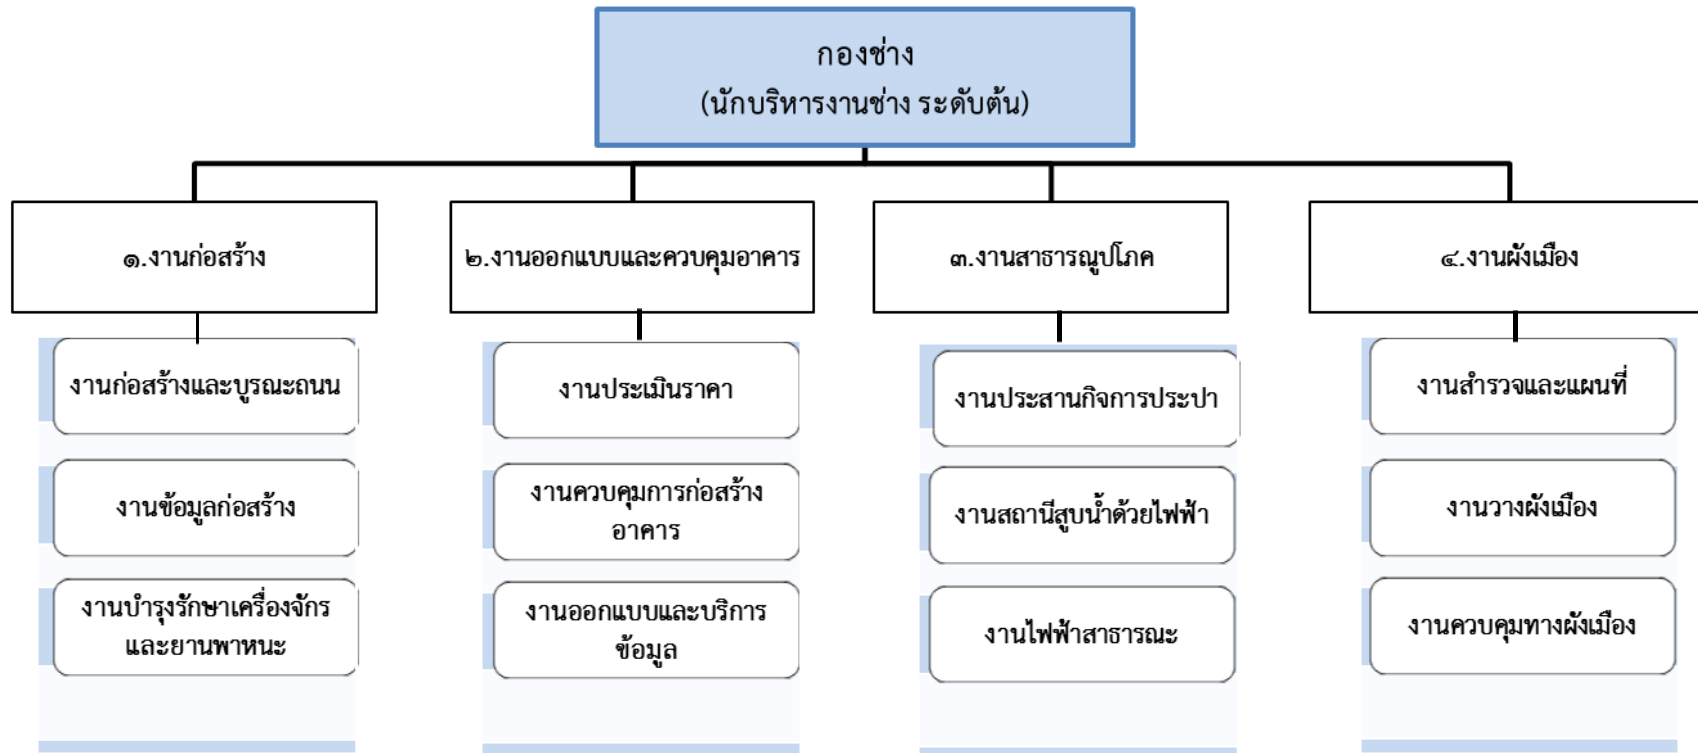 กองช่าง
(นักบริหารงานช่าง ระดับต้น)
๑.งานก่อสร้าง
๒.งานออกแบบและควบคุมอาคาร
๓.งานสาธารณูปโภค
๔.งานผังเมือง
งานก่อสร้างและบูรณะถนน
งานข้อมูลก่อสร้าง
งานบำรุงรักษาเครื่องจักร
และยานพาหนะ
งานประเมินราคา
งานควบคุมการก่อสร้าง
อาคาร
งานออกแบบและบริการ
ข้อมูล
งานประสานกิจการประปา
งานสถานีสูบน้ำด้วยไฟฟ้า
งานไฟฟ้าสาธารณะ
งานสำรวจและแผนที่
งานวางผังเมือง
งานควบคุมทางผังเมือง